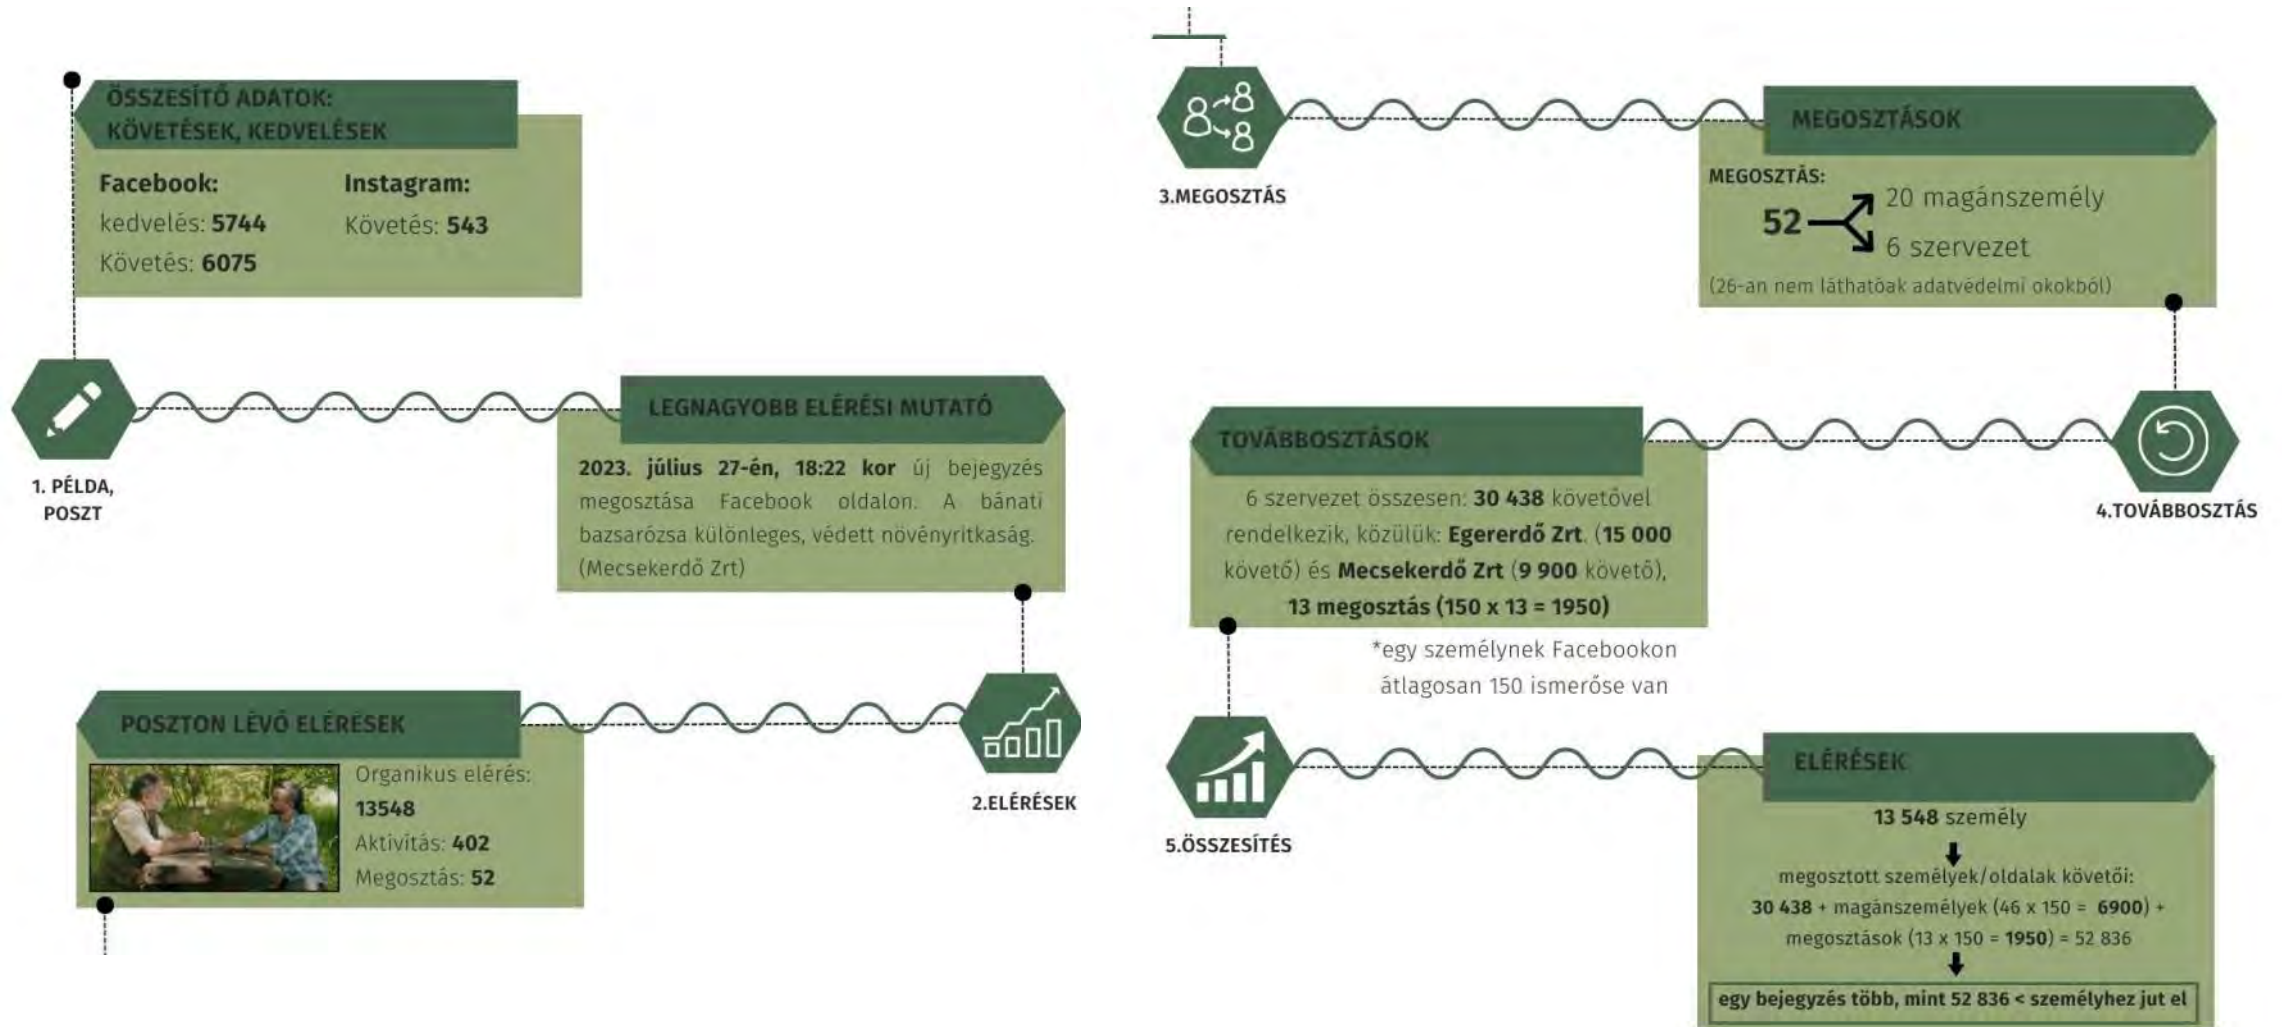 ÖSSZESÍTŐ ADATOK:
KÖVETÉSEK, KEDVELÉSEK
Facebook:
kedvelés: 5744
Követés: 6075
Instagram:
Követés: 543
1. PÉLDA,
POSZT
LEGNAGYOBB ELÉRÉSI MUTATÓ
2023. július 27-én, 18:22 kor új bejegyzés
megosztása Facebook oldalon. A bánati
bazsarózsa különleges, védett növényritkaság.
(Mecsekerdő Zrt)
2.ELÉRÉSEK
POSZTON LÉVŐ ELÉRÉSEK
Organikus elérés:
13548
Aktivitás: 402
Megosztás: 52
3.MEGOSZTÁS
MEGOSZTÁSOK
MEGOSZTÁS:
52
20 magánszemély
6 szervezet
(26-an nem láthatóak adatvédelmi okokból)
4.TOVÁBBOSZTÁS
TOVÁBBOSZTÁSOK
6 szervezet összesen: 30 438 követővel
rendelkezik, közülük: Egererdő Zrt. (15 000
követő) és Mecsekerdő Zrt (9 900 követő),
13 megosztás (150 x 13 = 1950)
*egy személynek Facebookon
átlagosan 150 ismerőse van
5.ÖSSZESÍTÉS
ELÉRÉSEK
13 548 személy
megosztott személyek/oldalak követői:
30 438 + magánszemélyek (46 x 150 = 6900) +
megosztások (13 x 150 = 1950) = 52 836
egy bejegyzés több, mint 52 836 < személyhez jut el